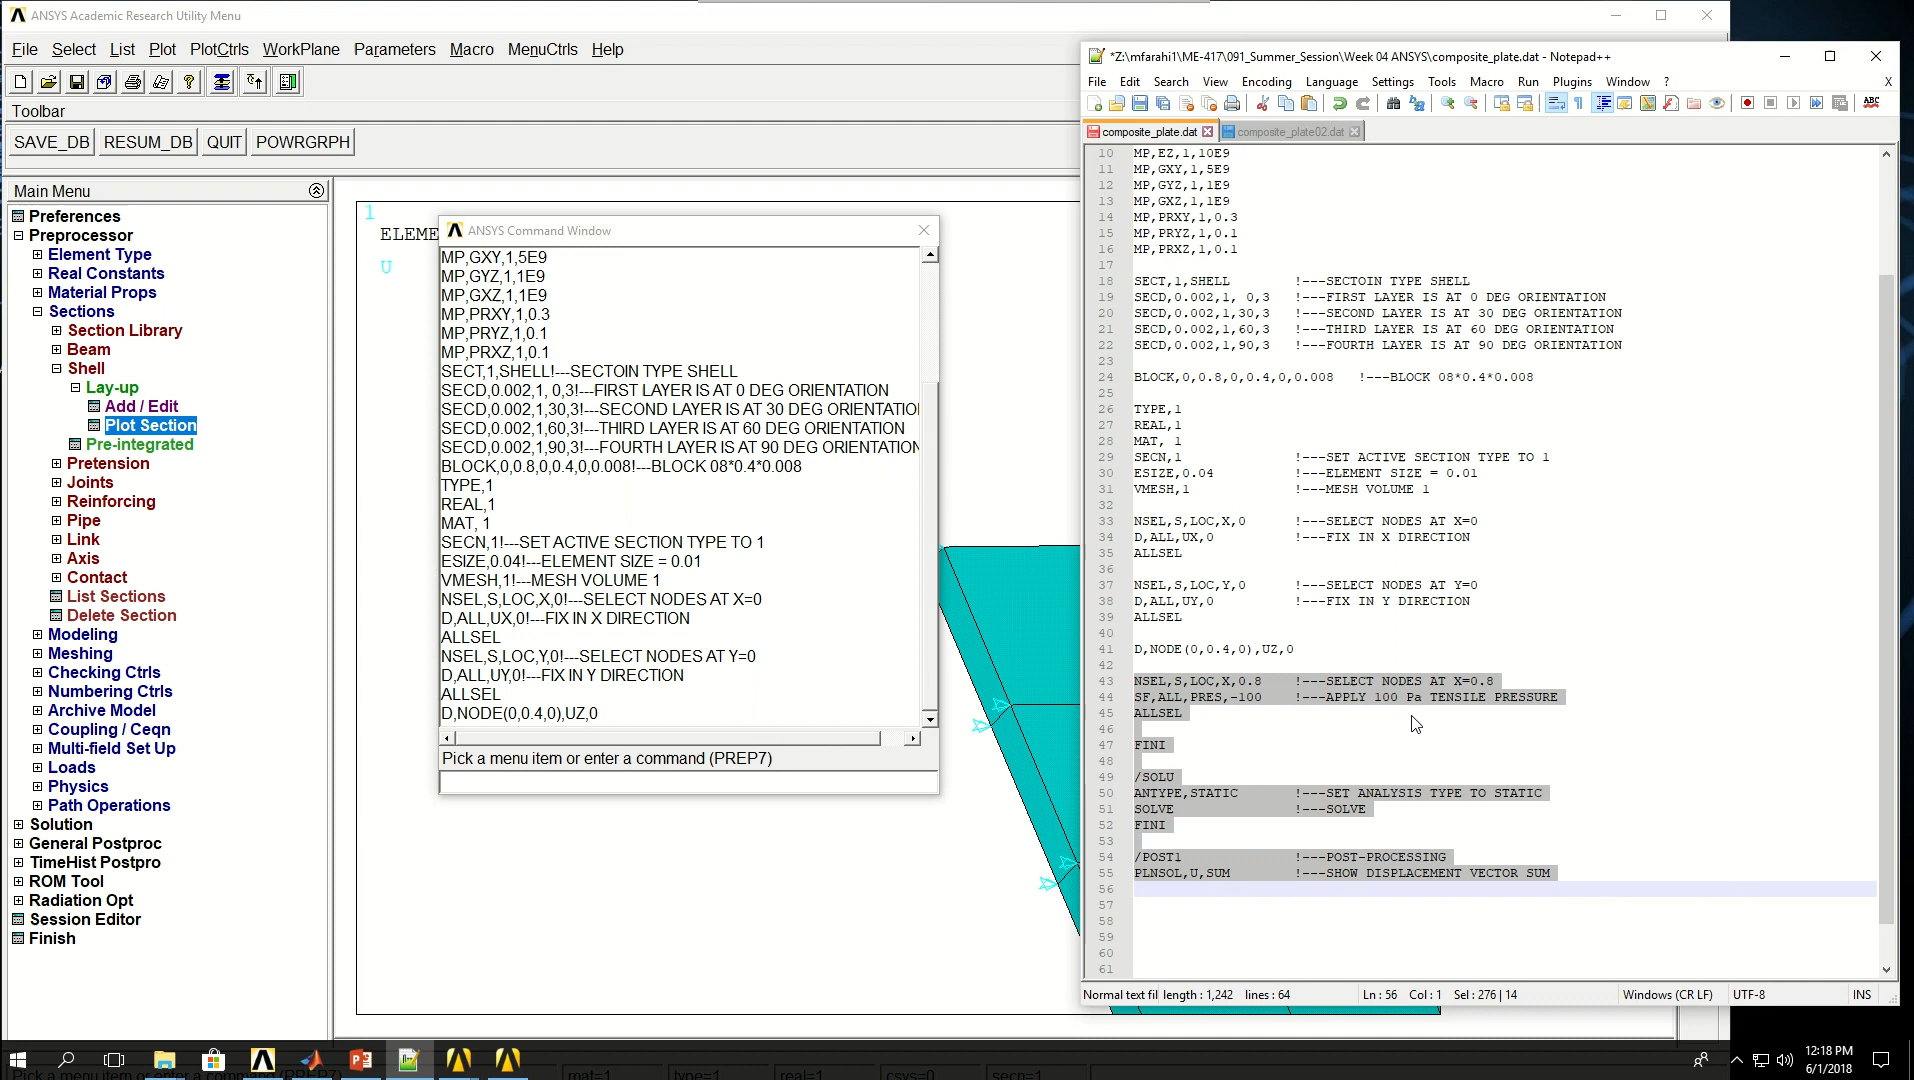 ANSYS Academic Research Utility Menu
File Select List Plot PlotCtrls WorkPlane Parameters Macro MenuCtrls Help
Toolbar
SAVE_DB RESUM_DB QUIT POWRGRPH
Main Menu
Preferences
Preprocessor
Element Type
Real Constants
Material Props
Sections
Section Library
Beam
Shell
Lay-up
Add / Edit
Plot Section
Pre-integrated
Pretension
Joints
Reinforcing
Pipe
Link
Axis
Contact
List Sections
Delete Section
Modeling
Meshing
Checking Ctrls
Numbering Ctrls
Archive Model
Coupling / Ceqn
Multi-field Set Up
Loads
Physics
Path Operations
Solution
General Postproc
TimeHist Postpro
ROM Tool
Radiation Opt
Session Editor
Finish
1
ELEME
U
ANSYS Command Window
MP,GXY,1,5E9
MP,GYZ,1,1E9
MP,GXZ,1,1E9
MP,PRXY,1,0.3
MP,PRYZ,1,0.1
MP,PRXZ,1,0.1
SECT,1,SHELL!---SECTOIN TYPE SHELL
SECD,0.002,1, 0,3!---FIRST LAYER IS AT 0 DEG ORIENTATION
SECD,0.002,1,30,3!---SECOND LAYER IS AT 30 DEG ORIENTATIO
SECD,0.002,1,60,3!---THIRD LAYER IS AT 60 DEG ORIENTATION
SECD,0.002,1,90,3!---FOURTH LAYER IS AT 90 DEG ORIENTATION
BLOCK,0,0.8,0,0.4,0,0.008!---BLOCK 08*0.4*0.008
TYPE,1
REAL,1
MAT, 1
SECN,1!---SET ACTIVE SECTION TYPE TO 1
ESIZE,0.04!---ELEMENT SIZE = 0.01
VMESH,1!---MESH VOLUME 1
NSEL,S,LOC,X,0!---SELECT NODES AT X=0
D,ALL,UX,0!---FIX IN X DIRECTION
ALLSEL
NSEL,S,LOC,Y,0!---SELECT NODES AT Y=0
D,ALL,UY,0!---FIX IN Y DIRECTION
ALLSEL
D,NODE(0,0.4,0),UZ,0
Pick a menu item or enter a command (PREP7)
*Z:\mfarahi1\ME-417\091_Summer_Session\Week 04 ANSYS\composite_plate.dat - Notepad++
File Edit Search View Encoding Language Settings Tools Macro Run Plugins Window ? X
ABC
composite_plate.dat composite_plate02.dat
10 MP,EZ,1,10E9
11 MP,GXY,1,5E9
12 MP,GYZ,1,1E9
13 MP,GXZ,1,1E9
14 MP,PRXY,1,0.3
15 MP,PRYZ,1,0.1
16 MP,PRXZ,1,0.1
17
18 SECT,1,SHELL !---SECTOIN TYPE SHELL
19 SECD,0.002,1, 0,3 !---FIRST LAYER IS AT 0 DEG ORIENTATION
20 SECD,0.002,1,30,3 !---SECOND LAYER IS AT 30 DEG ORIENTATION
21 SECD,0.002,1,60,3 !---THIRD LAYER IS AT 60 DEG ORIENTATION
22 SECD,0.002,1,90,3 !---FOURTH LAYER IS AT 90 DEG ORIENTATION
23
24 BLOCK,0,0.8,0,0.4,0,0.008 !---BLOCK 08*0.4*0.008
25
26 TYPE,1
27 REAL,1
28 MAT, 1
29 SECN,1 !---SET ACTIVE SECTION TYPE TO 1
30 ESIZE,0.04 !---ELEMENT SIZE = 0.01
31 VMESH,1 !---MESH VOLUME 1
32
33 NSEL,S,LOC,X,0 !---SELECT NODES AT X=0
34 D,ALL,UX,0 !---FIX IN X DIRECTION
35 ALLSEL
36
37 NSEL,S,LOC,Y,0 !---SELECT NODES AT Y=0
38 D,ALL,UY,0 !---FIX IN Y DIRECTION
39 ALLSEL
40
41 D,NODE(0,0.4,0),UZ,0
42
43 NSEL,S,LOC,X,0.8 !---SELECT NODES AT X=0.8
44 SF,ALL,PRES,-100 !---APPLY 100 Pa TENSILE PRESSURE
45 ALLSEL
46
47 FINI
48
49 /SOLU
50 ANTYPE,STATIC !---SET ANALYSIS TYPE TO STATIC
51 SOLVE !---SOLVE
52 FINI
53
54 /POST1 !---POST-PROCESSING
55 PLNSOL,U,SUM !---SHOW DISPLACEMENT VECTOR SUM
56
57
58
59
60
61
Normal text fil length : 1,242 lines : 64 Ln : 56 Col : 1 Sel : 276 | 14 Windows (CR LF) UTF-8 INS
12:18 PM
6/1/2018
Pick a menu item or enter a command (PREP7) mat=1 type=1 real=1 csys=0 secn=1